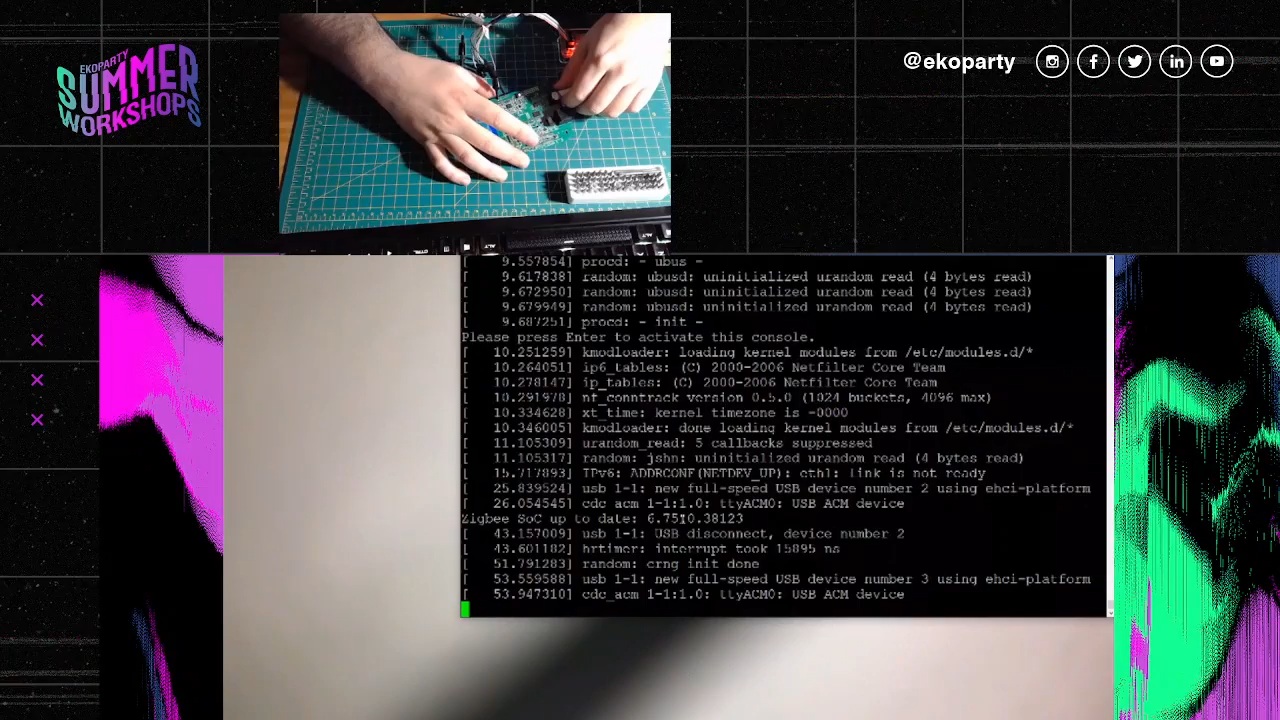 EKOPARTY
SUMMER
WORKSHOPS
@ekoparty
[    9.557854] procd: - ubus -
[    9.617838] random: ubusd: uninitialized urandom read (4 bytes read)
[    9.672950] random: ubusd: uninitialized urandom read (4 bytes read)
[    9.679949] random: ubusd: uninitialized urandom read (4 bytes read)
[    9.687251] procd: - init -
Please press Enter to activate this console.
[   10.251259] kmodloader: loading kernel modules from /etc/modules.d/*
[   10.264051] ip6_tables: (C) 2000-2006 Netfilter Core Team
[   10.278147] ip_tables: (C) 2000-2006 Netfilter Core Team
[   10.291978] nf_conntrack version 0.5.0 (1024 buckets, 4096 max)
[   10.334628] xt_time: kernel timezone is -0000
[   10.346005] kmodloader: done loading kernel modules from /etc/modules.d/*
[   11.105309] urandom_read: 5 callbacks suppressed
[   11.105317] random: jshn: uninitialized urandom read (4 bytes read)
[   15.717893] IPv6: ADDRCONF(NETDEV_UP): eth1: link is not ready
[   25.839524] usb 1-1: new full-speed USB device number 2 using ehci-platform
[   26.054545] cdc_acm 1-1:1.0: ttyACM0: USB ACM device
Zigbee SoC up to date: 6.7510.38123
[   43.157009] usb 1-1: USB disconnect, device number 2
[   43.601182] hrtimer: interrupt took 15895 ns
[   51.791283] random: crng init done
[   53.559588] usb 1-1: new full-speed USB device number 3 using ehci-platform
[   53.947310] cdc_acm 1-1:1.0: ttyACM0: USB ACM device